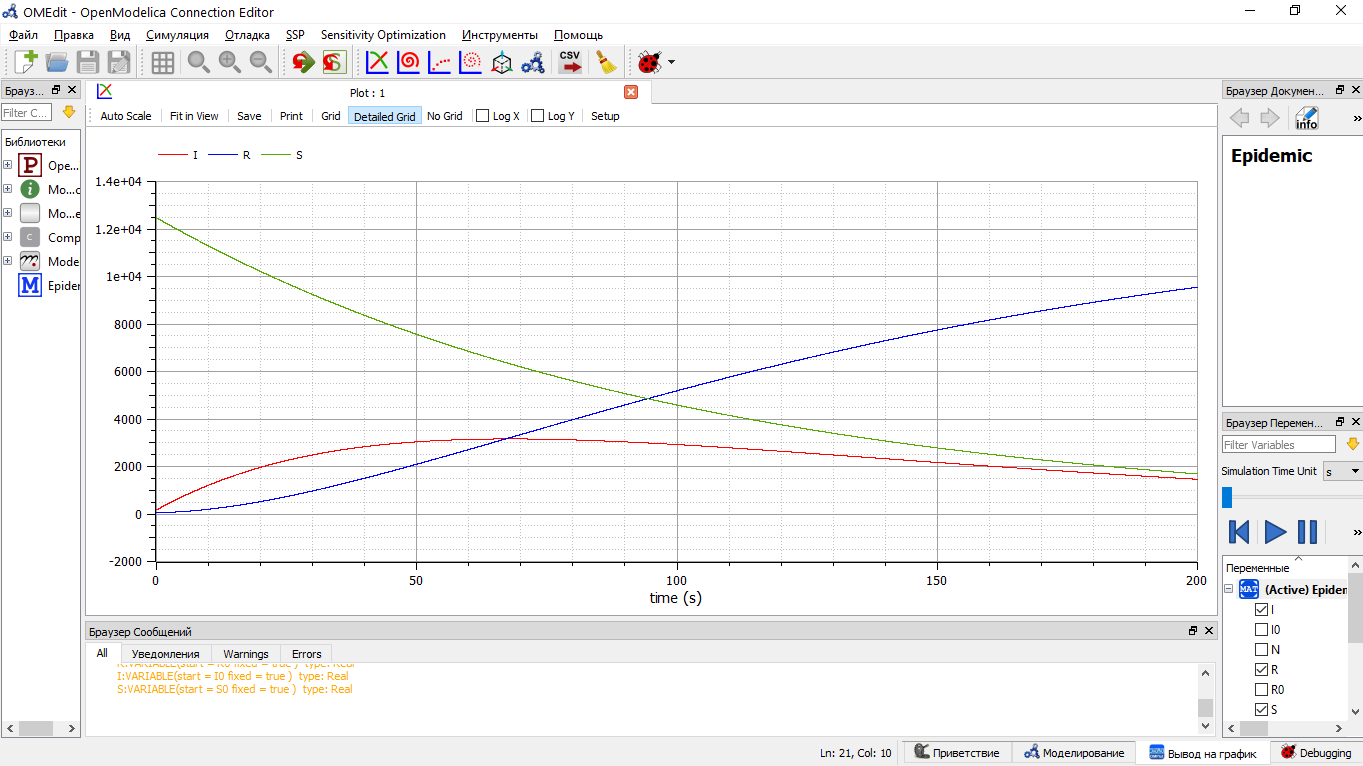 OMEdit - OpenModelica Connection Editor
Файл Правка Вид Симуляция Отладка SSP Sensitivity Optimization Инструменты Помощь
CSV
Брауз...
Filter C...
Библиотеки
P Ope...
i Mo...c
Mo...e
C Comp
Mode
M Epider
Plot : 1
Auto Scale Fit in View Save Print Grid Detailed Grid No Grid Log X Log Y Setup
I R S
1.4e+04
1.2e+04
1e+04
8000
6000
4000
2000
0
-2000
0 50 100 150 200
time (s)
Браузер Сообщений
All Уведомления Warnings Errors
R:VARIABLE(start = R0 fixed = true ) type: Real
I:VARIABLE(start = I0 fixed = true ) type: Real
S:VARIABLE(start = S0 fixed = true ) type: Real
Браузер Докумен...
info »
Epidemic
Браузер Перемен...
Filter Variables
Simulation Time Unit s
»
Переменные
MAT (Active) Epiden
I
I0
N
R
R0
S
Ln: 21, Col: 10 Приветствие Моделирование Вывод на график Debugging